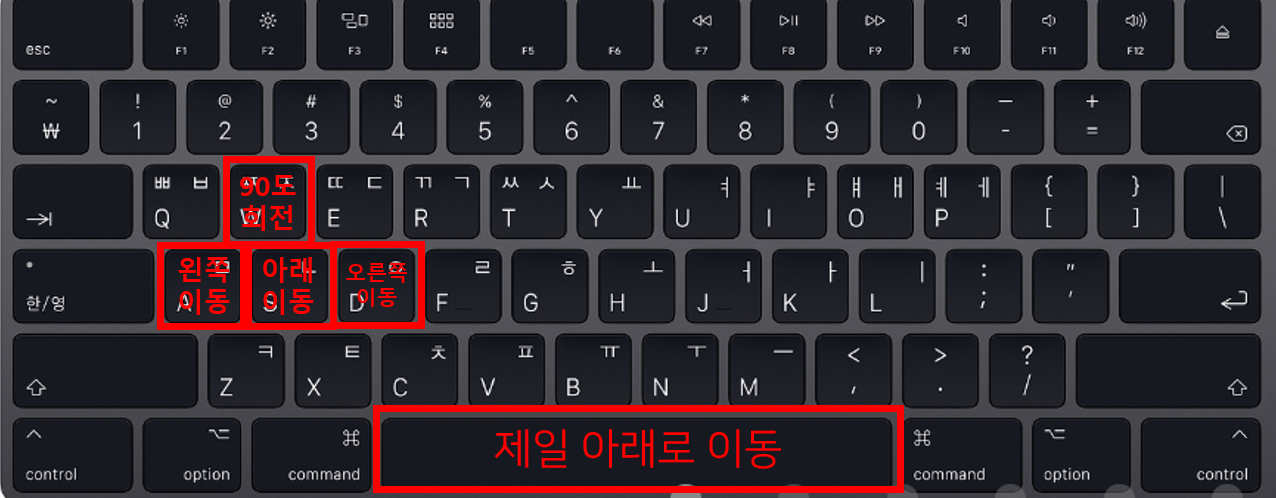 esc F1 F2 F3 F4 F5 F6 F7 F8 F9 F10 F11 F12
~ ! @ # $ % ^ & * ( ) — +
₩ 1 2 3 4 5 6 7 8 9 0 - =
ㅃ ㅂ 90도 ㄸ ㄷ ㄲ ㄱ ㅆ ㅅ ㅛ ㅕ ㅑ ㅒ ㅐ ㅖ ㅔ { } |
Q W 회전 E R T Y U I O P [ ] \
왼쪽 아래 오른쪽 ㄹ ㅎ ㅗ ㅓ ㅏ ㅣ : "
한/영 A 이동 S 이동 D 이동 F G H J K L ; '
ㅋ ㅌ ㅊ ㅍ ㅠ ㅜ ㅡ < > ?
Z X C V B N M , . /
제일 아래로 이동
control option command command option control